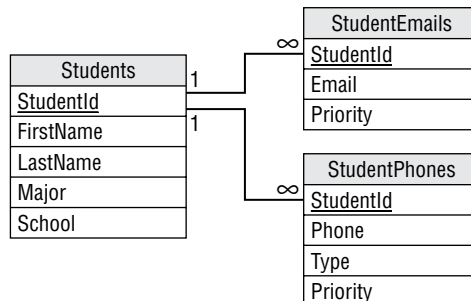 Students
StudentId
FirstName
LastName
Major
School
1
1
∞
StudentEmails
StudentId
Email
Priority
∞
StudentPhones
StudentId
Phone
Type
Priority